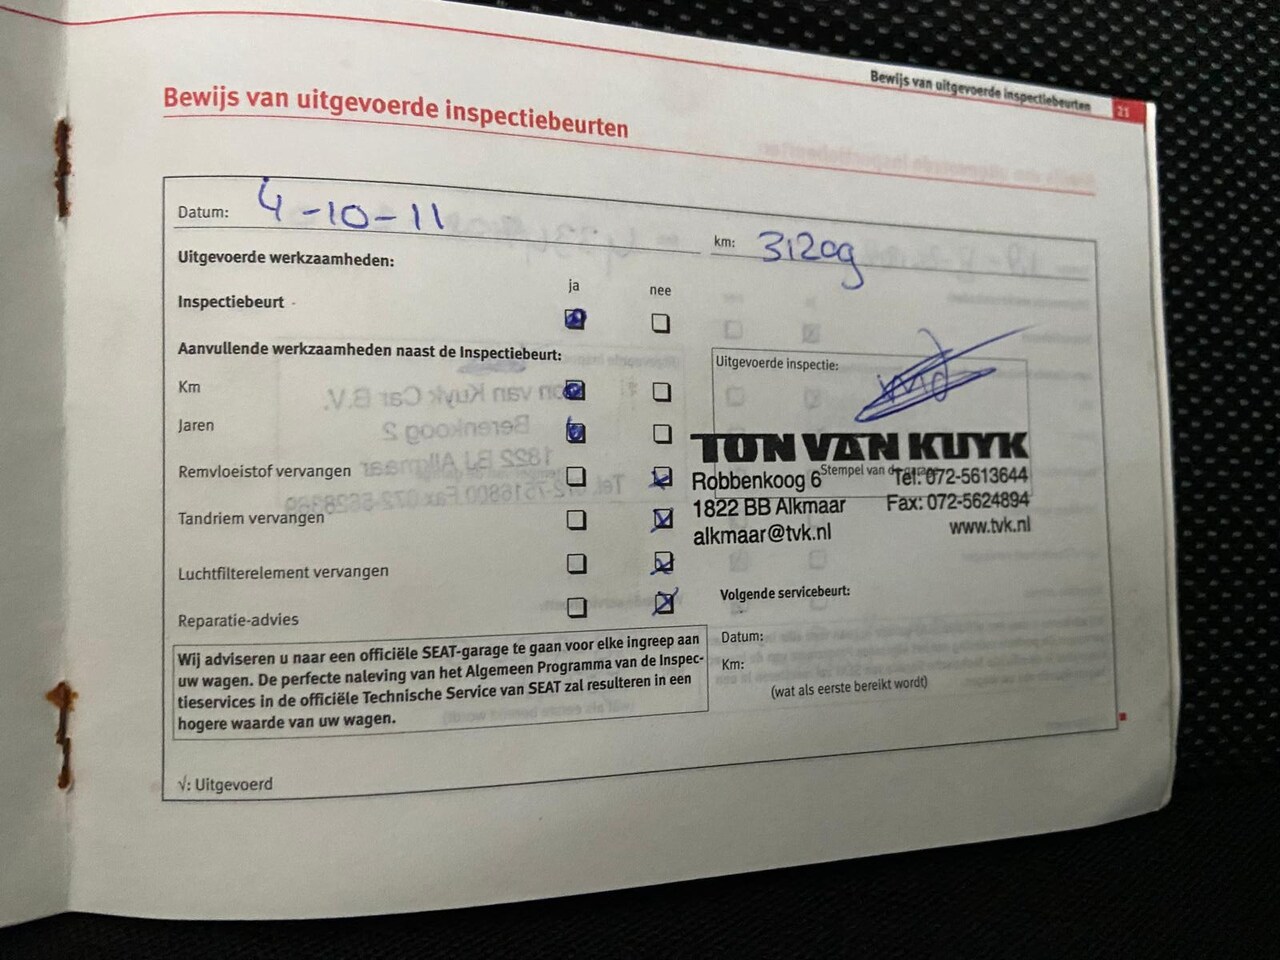 Bewijs van uitgevoerde inspectiebeurten 21
Bewijs van uitgevoerde inspectiebeurten
Datum: 4-10-11
km: 31209
Uitgevoerde werkzaamheden:
ja nee
Inspectiebeurt
Aanvullende werkzaamheden naast de Inspectiebeurt:
Km
Jaren
Remvloeistof vervangen
Tandriem vervangen
Luchtfilterelement vervangen
Reparatie-advies
Uitgevoerde inspectie:
TON VAN KUYK
Stempel van de
Robbenkoog 6 Tel: 072-5613644
1822 BB Alkmaar Fax: 072-5624894
alkmaar@tvk.nl www.tvk.nl
Volgende servicebeurt:
Datum:
Km:
(wat als eerste bereikt wordt)
Wij adviseren u naar een officiële SEAT-garage te gaan voor elke ingreep aan
uw wagen. De perfecte naleving van het Algemeen Programma van de Inspec-
tieservices in de officiële Technische Service van SEAT zal resulteren in een
hogere waarde van uw wagen.
√: Uitgevoerd